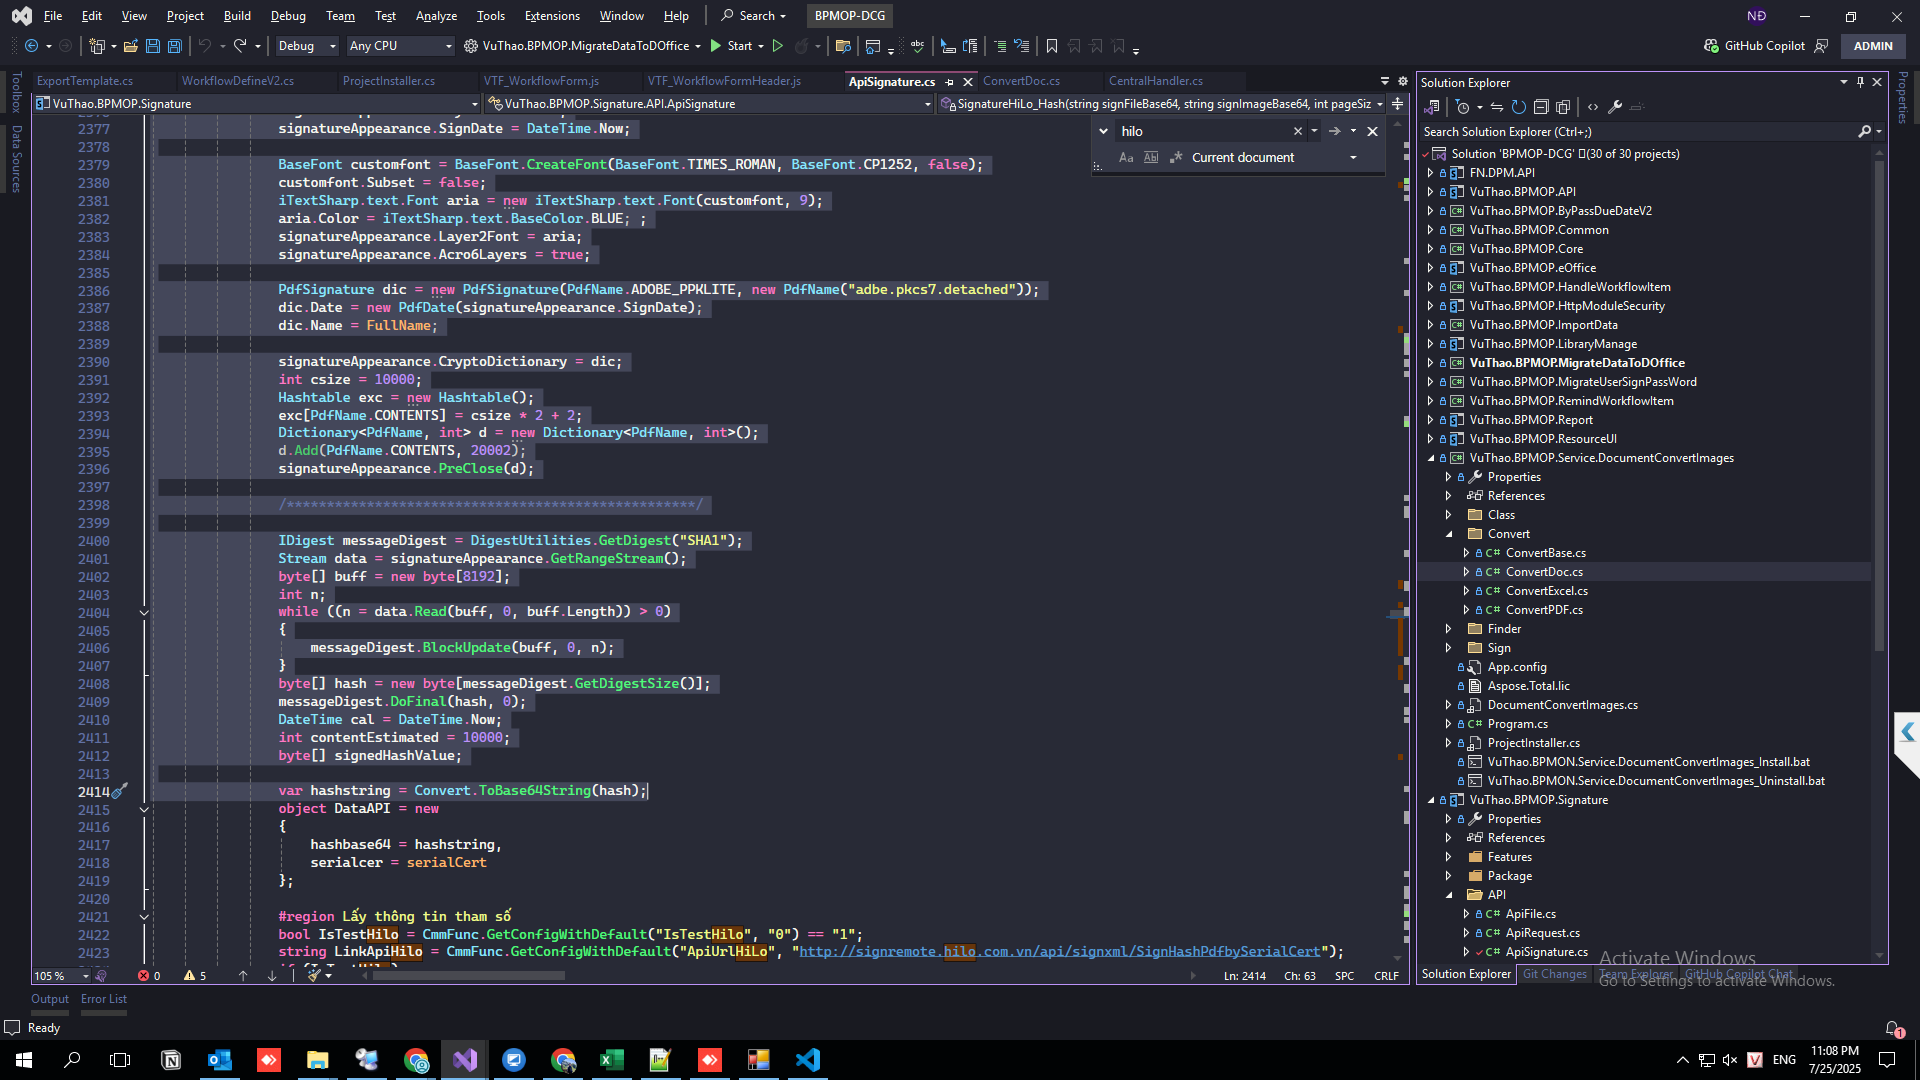 File Edit View Project Build Debug Team Test Analyze Tools Extensions Window Help Search BPMOP-DCG NĐ
Debug Any CPU VuThao.BPMOP.MigrateDataToDOffice Start GitHub Copilot ADMIN
ExportTemplate.cs WorkflowDefineV2.cs ProjectInstaller.cs VTF_WorkflowForm.js VTF_WorkflowFormHeader.js ApiSignature.cs ConvertDoc.cs CentralHandler.cs
VuThao.BPMOP.Signature VuThao.BPMOP.Signature.API.ApiSignature SignatureHiLo_Hash(string signFileBase64, string signImageBase64, int pageSiz
Toolbox
Data Sources
hilo
Current document
2377 signatureAppearance.SignDate = DateTime.Now;
2378
2379 BaseFont customfont = BaseFont.CreateFont(BaseFont.TIMES_ROMAN, BaseFont.CP1252, false);
2380 customfont.Subset = false;
2381 iTextSharp.text.Font aria = new iTextSharp.text.Font(customfont, 9);
2382 aria.Color = iTextSharp.text.BaseColor.BLUE; ;
2383 signatureAppearance.Layer2Font = aria;
2384 signatureAppearance.Acro6Layers = true;
2385
2386 PdfSignature dic = new PdfSignature(PdfName.ADOBE_PPKLITE, new PdfName("adbe.pkcs7.detached"));
2387 dic.Date = new PdfDate(signatureAppearance.SignDate);
2388 dic.Name = FullName;
2389
2390 signatureAppearance.CryptoDictionary = dic;
2391 int csize = 10000;
2392 Hashtable exc = new Hashtable();
2393 exc[PdfName.CONTENTS] = csize * 2 + 2;
2394 Dictionary<PdfName, int> d = new Dictionary<PdfName, int>();
2395 d.Add(PdfName.CONTENTS, 20002);
2396 signatureAppearance.PreClose(d);
2397
2398 /***************************************************/
2399
2400 IDigest messageDigest = DigestUtilities.GetDigest("SHA1");
2401 Stream data = signatureAppearance.GetRangeStream();
2402 byte[] buff = new byte[8192];
2403 int n;
2404 while ((n = data.Read(buff, 0, buff.Length)) > 0)
2405 {
2406 messageDigest.BlockUpdate(buff, 0, n);
2407 }
2408 byte[] hash = new byte[messageDigest.GetDigestSize()];
2409 messageDigest.DoFinal(hash, 0);
2410 DateTime cal = DateTime.Now;
2411 int contentEstimated = 10000;
2412 byte[] signedHashValue;
2413
2414 var hashstring = Convert.ToBase64String(hash);
2415 object DataAPI = new
2416 {
2417 hashbase64 = hashstring,
2418 serialcer = serialCert
2419 };
2420
2421 #region Lấy thông tin tham số
2422 bool IsTestHilo = CmmFunc.GetConfigWithDefault("IsTestHilo", "0") == "1";
2423 string LinkApiHilo = CmmFunc.GetConfigWithDefault("ApiUrlHiLo", "http://signremote.hilo.com.vn/api/signxml/SignHashPdfbySerialCert");
105 % 0 5 Ln: 2414 Ch: 63 SPC CRLF
Output Error List
Ready
Solution Explorer
Search Solution Explorer (Ctrl+;)
Solution 'BPMOP-DCG' (30 of 30 projects)
FN.DPM.API
VuThao.BPMOP.API
VuThao.BPMOP.ByPassDueDateV2
VuThao.BPMOP.Common
VuThao.BPMOP.Core
VuThao.BPMOP.eOffice
VuThao.BPMOP.HandleWorkflowItem
VuThao.BPMOP.HttpModuleSecurity
VuThao.BPMOP.ImportData
VuThao.BPMOP.LibraryManage
VuThao.BPMOP.MigrateDataToDOffice
VuThao.BPMOP.MigrateUserSignPassWord
VuThao.BPMOP.RemindWorkflowItem
VuThao.BPMOP.Report
VuThao.BPMOP.ResourceUI
VuThao.BPMOP.Service.DocumentConvertImages
Properties
References
Class
Convert
ConvertBase.cs
ConvertDoc.cs
ConvertExcel.cs
ConvertPDF.cs
Finder
Sign
App.config
Aspose.Total.lic
DocumentConvertImages.cs
Program.cs
ProjectInstaller.cs
VuThao.BPMON.Service.DocumentConvertImages_Install.bat
VuThao.BPMON.Service.DocumentConvertImages_Uninstall.bat
VuThao.BPMOP.Signature
Properties
References
Features
Package
API
ApiFile.cs
ApiRequest.cs
ApiSignature.cs
Solution Explorer Git Changes Team Explorer GitHub Copilot Chat
Properties
Activate Windows
Go to Settings to activate Windows.
1
ENG 11:08 PM
7/25/2025